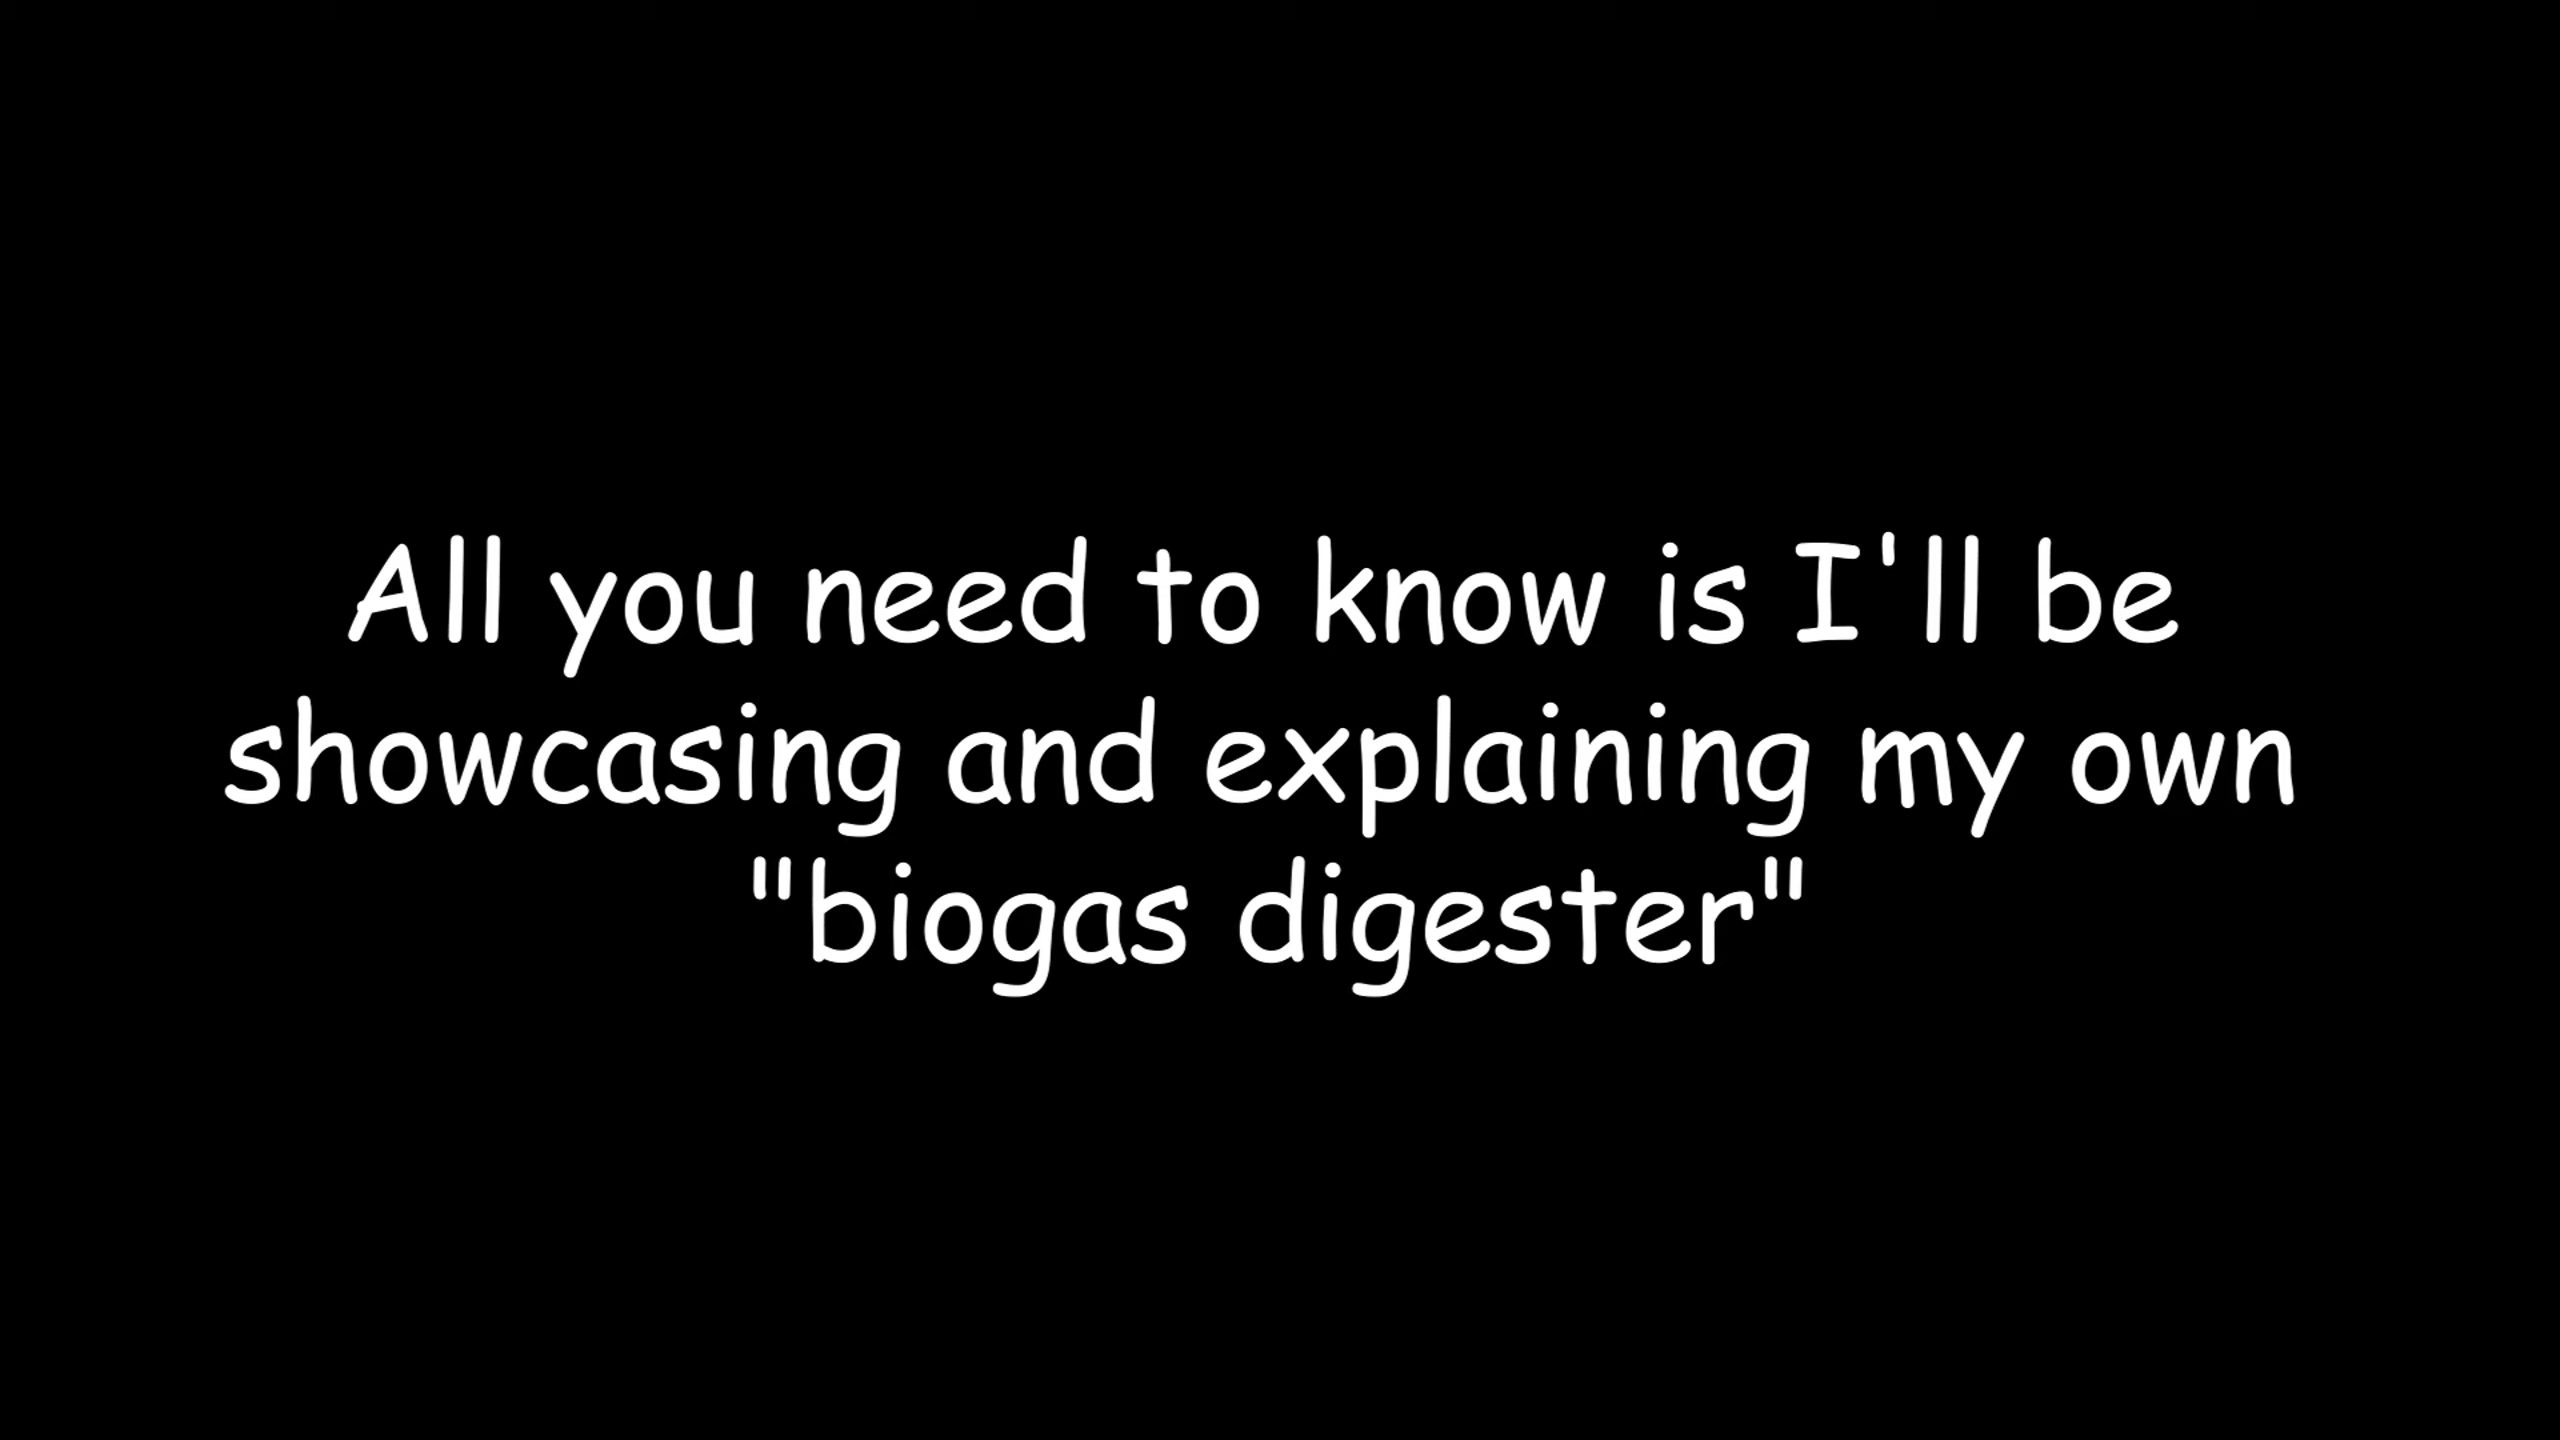 All you need to know is I'll be
showcasing and explaining my own
"biogas digester"